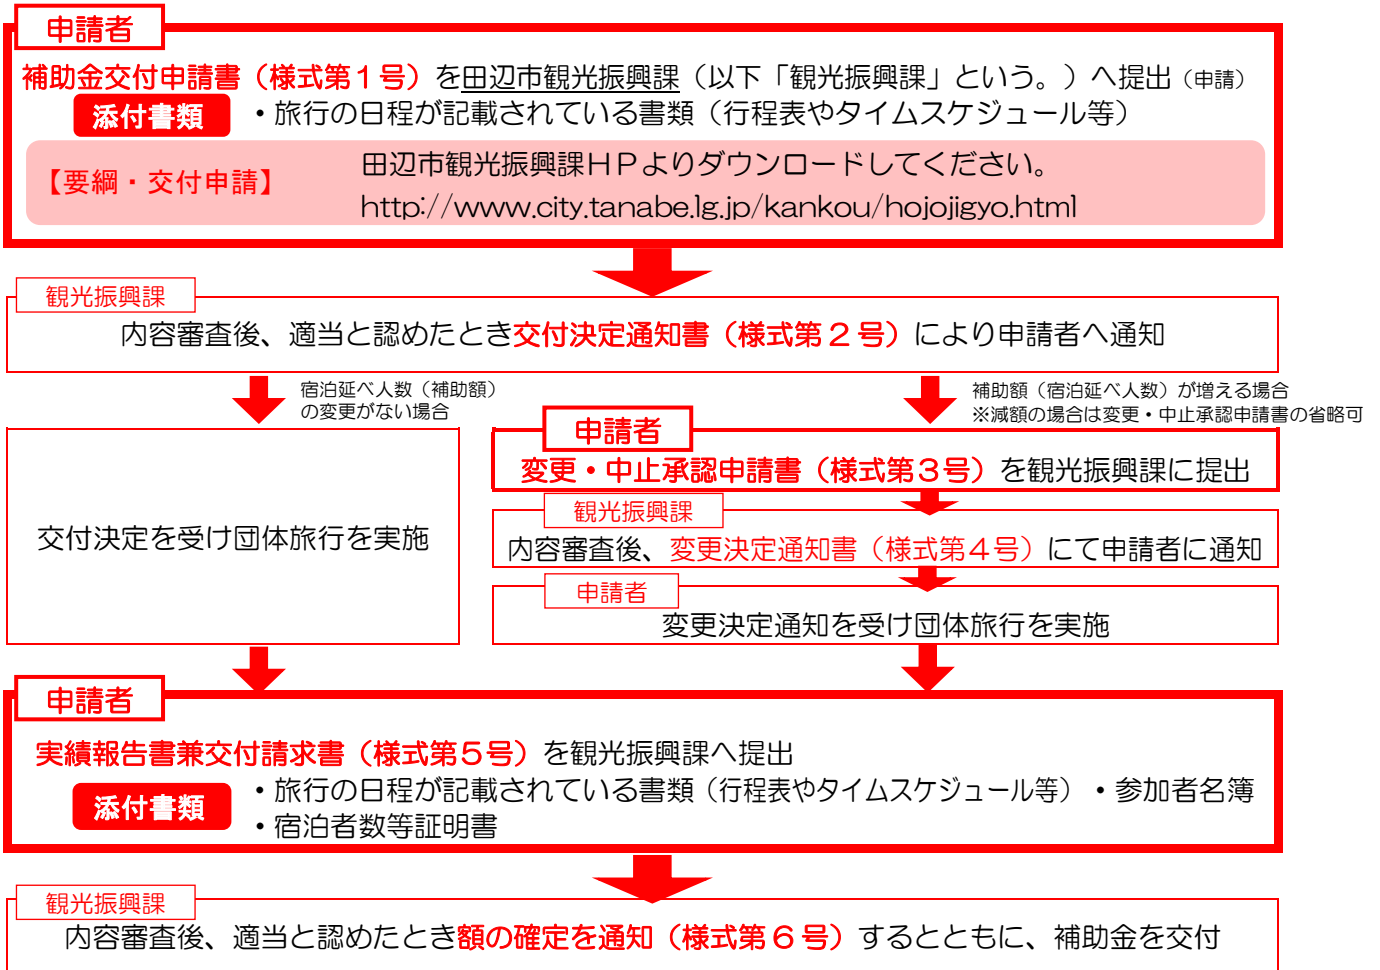 申請者
補助金交付申請書（様式第１号）を田辺市観光振興課（以下「観光振興課」という。）へ提出（申請）
添付書類 ・旅行の日程が記載されている書類（行程表やタイムスケジュール等）
【要綱・交付申請】 田辺市観光振興課ＨＰよりダウンロードしてください。
http://www.city.tanabe.lg.jp/kankou/hojojigyo.html
観光振興課
内容審査後、適当と認めたとき交付決定通知書（様式第２号）により申請者へ通知
宿泊延べ人数（補助額）
の変更がない場合
補助額（宿泊延べ人数）が増える場合
※減額の場合は変更・中止承認申請書の省略可
交付決定を受け団体旅行を実施
申請者
変更・中止承認申請書（様式第３号）を観光振興課に提出
観光振興課
内容審査後、変更決定通知書（様式第４号）にて申請者に通知
申請者
変更決定通知を受け団体旅行を実施
申請者
実績報告書兼交付請求書（様式第５号）を観光振興課へ提出
添付書類 ・旅行の日程が記載されている書類（行程表やタイムスケジュール等）・参加者名簿
・宿泊者数等証明書
観光振興課
内容審査後、適当と認めたとき額の確定を通知（様式第６号）するとともに、補助金を交付